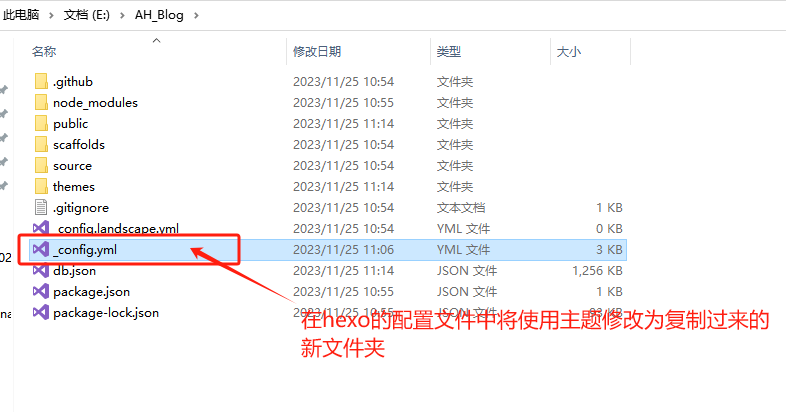 此电脑 > 文档 (E:) > AH_Blog >
名称 修改日期 类型 大小
.github 2023/11/25 10:54 文件夹
node_modules 2023/11/25 10:55 文件夹
public 2023/11/25 11:14 文件夹
scaffolds 2023/11/25 10:54 文件夹
source 2023/11/25 10:54 文件夹
themes 2023/11/25 11:14 文件夹
.gitignore 2023/11/25 10:54 文本文档 1 KB
_config.landscape.yml 2023/11/25 10:54 YML 文件 0 KB
_config.yml 2023/11/25 11:06 YML 文件 3 KB
02
db.json 2023/11/25 11:14 JSON 文件 1,256 KB
package.json 2023/11/25 10:55 JSON 文件 1 KB
na
package-lock.json 2023/11/25 10:55 JSON 文件 93 KB
在hexo的配置文件中将使用主题修改为复制过来的
新文件夹